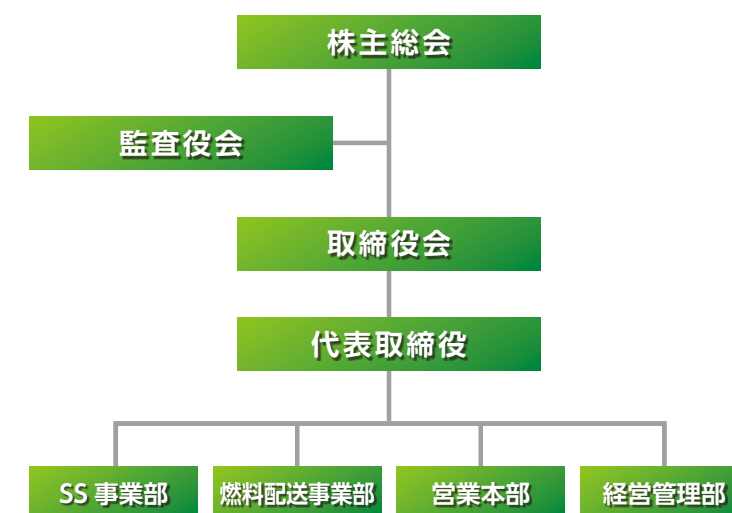 株主総会
監査役会
取締役会
代表取締役
SS 事業部
燃料配送事業部
営業本部
経営管理部